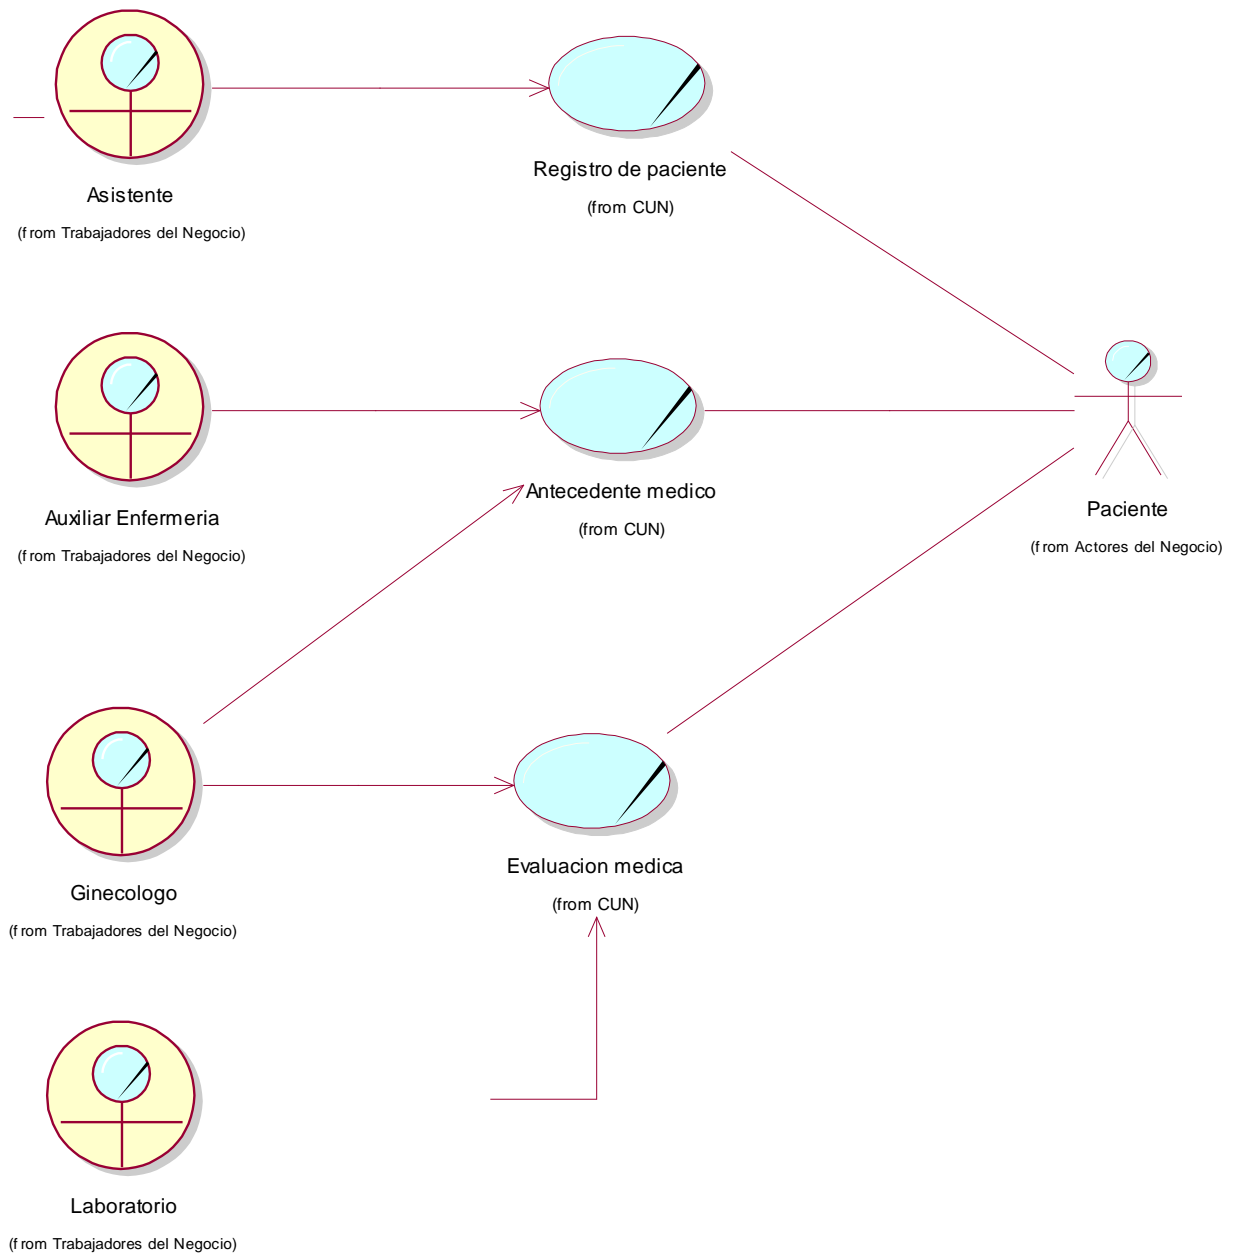 Asistente
(from Trabajadores del Negocio)
Registro de paciente
(from CUN)
Auxiliar Enfermeria
(from Trabajadores del Negocio)
Antecedente medico
(from CUN)
Paciente
(from Actores del Negocio)
Ginecologo
(from Trabajadores del Negocio)
Evaluacion medica
(from CUN)
Laboratorio
(from Trabajadores del Negocio)